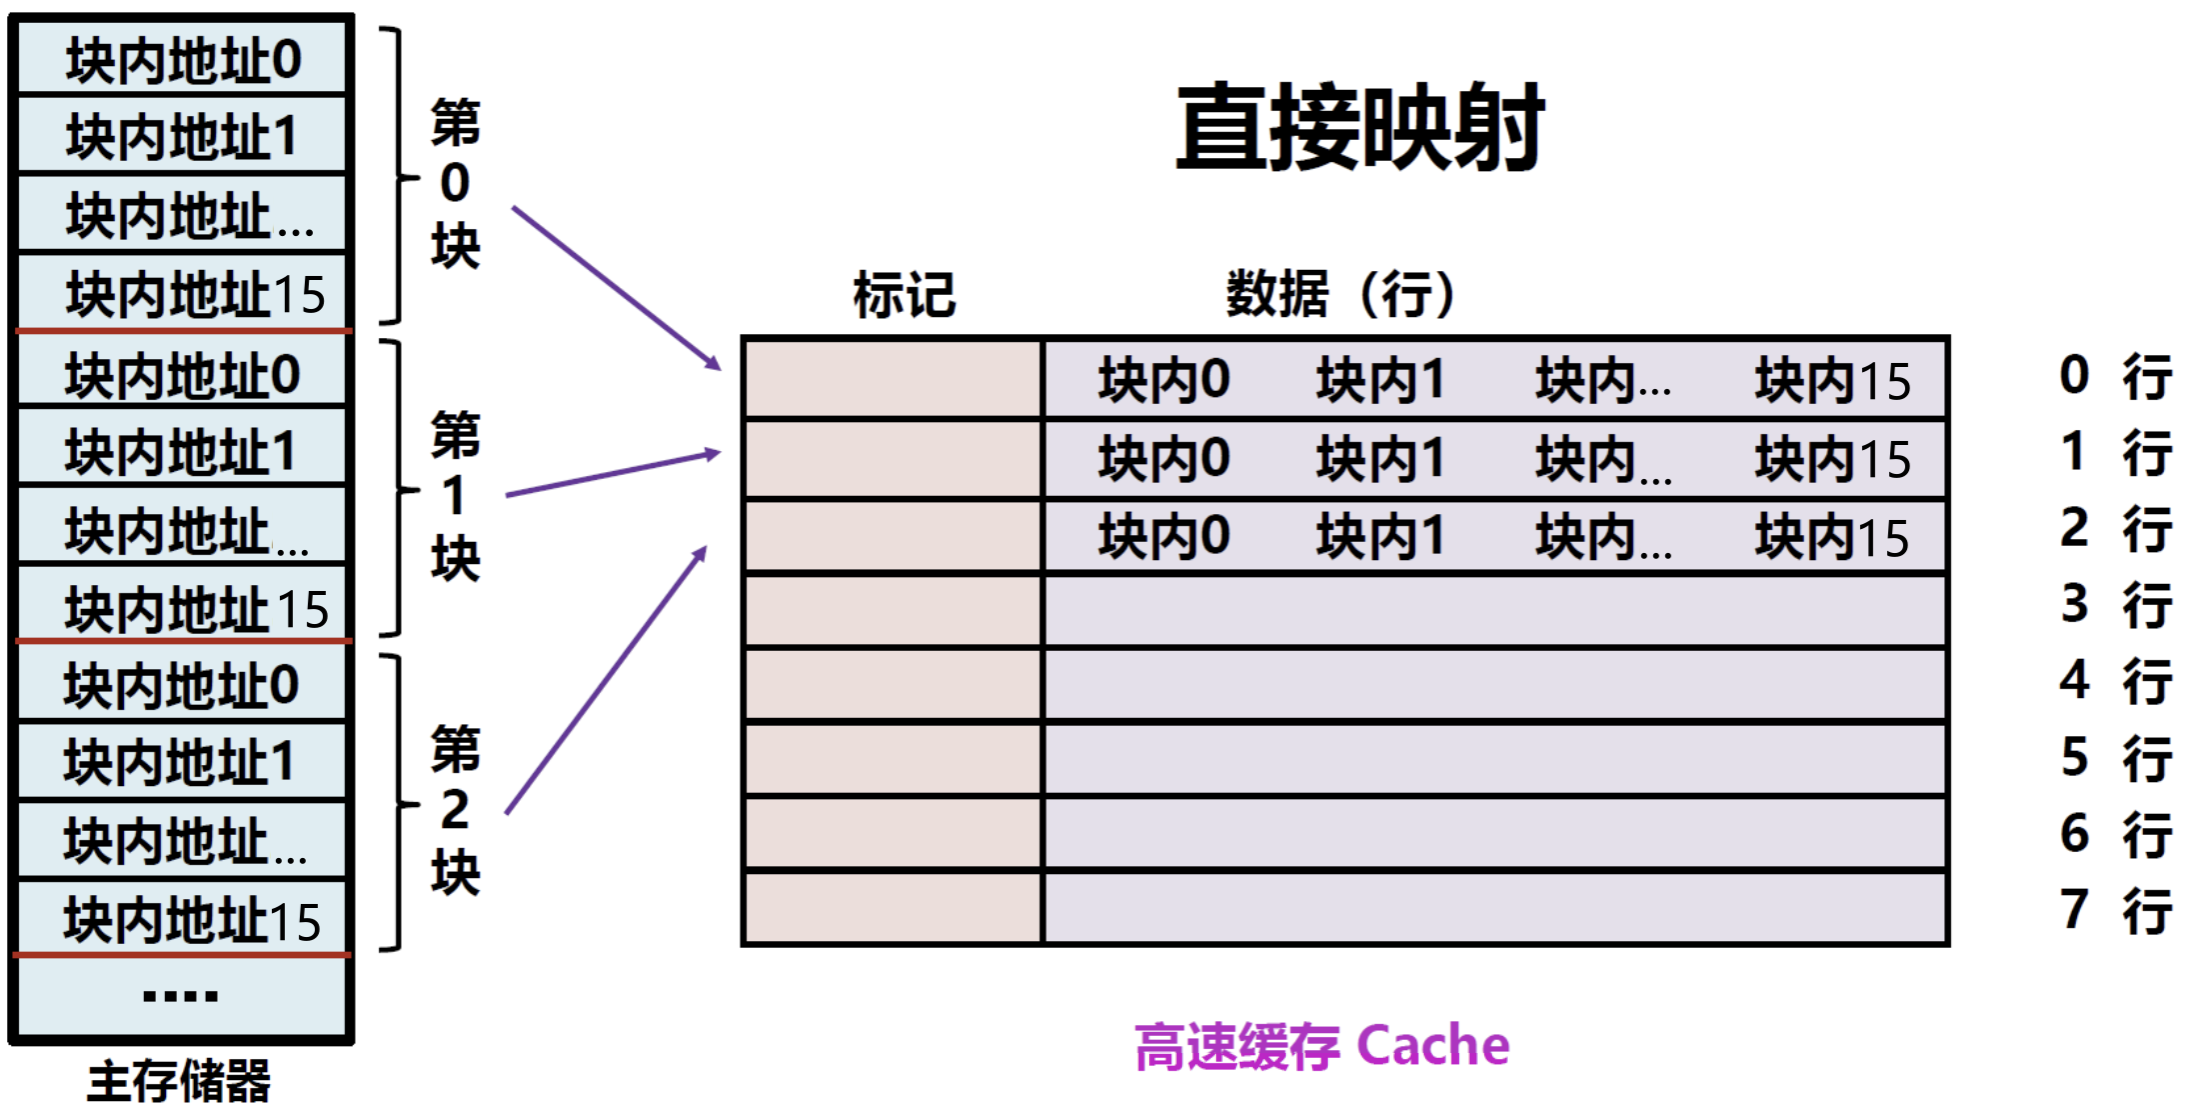 块内地址0
块内地址1
块内地址...
块内地址15
块内地址0
块内地址1
块内地址...
块内地址15
块内地址0
块内地址1
块内地址...
块内地址15
....
主存储器
第0块
第1块
第2块
直接映射
标记 数据（行）
块内0 块内1 块内... 块内15 0 行
块内0 块内1 块内... 块内15 1 行
块内0 块内1 块内... 块内15 2 行
3 行
4 行
5 行
6 行
7 行
高速缓存 Cache